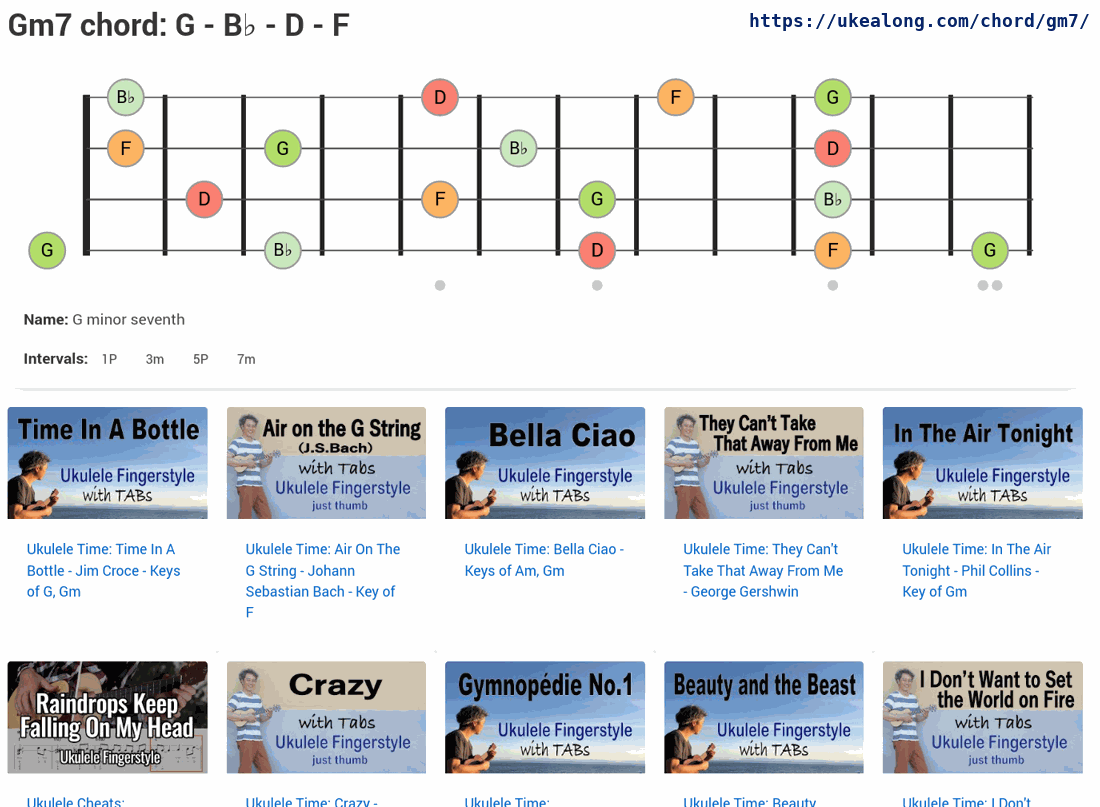 Gm7 chord: G - B♭ - D - F
https://ukealong.com/chord/gm7/
B♭ D F G
F G B♭ D
D F G B♭
G B♭ D F G
Name: G minor seventh
Intervals: 1P 3m 5P 7m
Time In A Bottle
Ukulele Fingerstyle
with TABs
Air on the G String
(J.S.Bach)
with Tabs
Ukulele Fingerstyle
just thumb
Bella Ciao
Ukulele Fingerstyle
with TABs
They Can't Take
That Away From Me
with Tabs
Ukulele Fingerstyle
just thumb
In The Air Tonight
Ukulele Fingerstyle
with TABs
Ukulele Time: Time In A
Bottle - Jim Croce - Keys
of G, Gm
Ukulele Time: Air On The
G String - Johann
Sebastian Bach - Key of
F
Ukulele Time: Bella Ciao -
Keys of Am, Gm
Ukulele Time: They Can't
Take That Away From Me
- George Gershwin
Ukulele Time: In The Air
Tonight - Phil Collins -
Key of Gm
Raindrops Keep
Falling On My Head
Ukulele Fingerstyle
Crazy
with Tabs
Ukulele Fingerstyle
just thumb
Gymnopédie No.1
Ukulele Fingerstyle
with TABs
Beauty and the Beast
Ukulele Fingerstyle
with TABs
I Don't Want to Set
the World on Fire
with Tabs
Ukulele Fingerstyle
just thumb
Ukulele Cheats:
Ukulele Time: Crazy -
Ukulele Time:
Ukulele Time: Beauty
Ukulele Time: I Don't